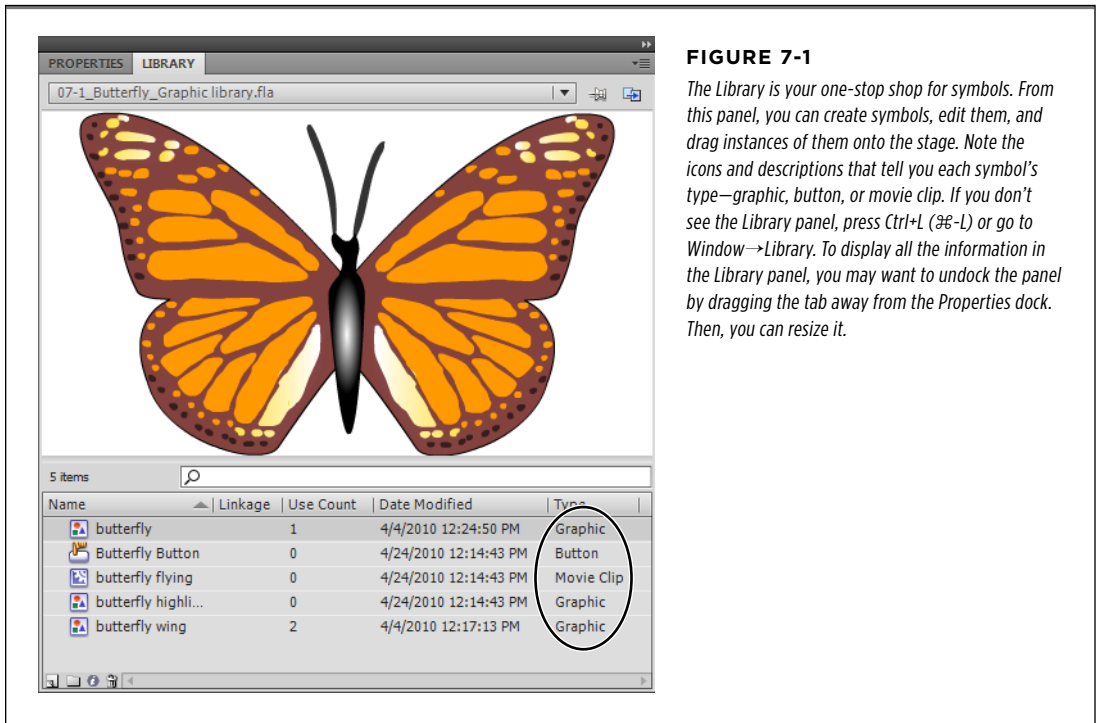 PROPERTIES LIBRARY
07-1_Butterfly_Graphic library.fla
5 items
Name Linkage Use Count Date Modified Type
butterfly 1 4/4/2010 12:24:50 PM Graphic
Butterfly Button 0 4/24/2010 12:14:43 PM Button
butterfly flying 0 4/24/2010 12:14:43 PM Movie Clip
butterfly highli... 0 4/24/2010 12:14:43 PM Graphic
butterfly wing 2 4/4/2010 12:17:13 PM Graphic
FIGURE 7-1
The Library is your one-stop shop for symbols. From
this panel, you can create symbols, edit them, and
drag instances of them onto the stage. Note the
icons and descriptions that tell you each symbol’s
type—graphic, button, or movie clip. If you don’t
see the Library panel, press Ctrl+L (⌘-L) or go to
Window→Library. To display all the information in
the Library panel, you may want to undock the panel
by dragging the tab away from the Properties dock.
Then, you can resize it.